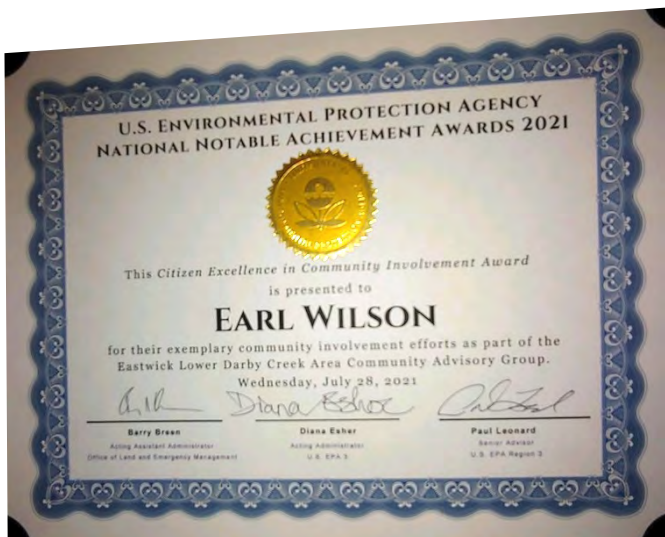 U.S. ENVIRONMENTAL PROTECTION AGENCY
NATIONAL NOTABLE ACHIEVEMENT AWARDS 2021
This Citizen Excellence in Community Involvement Award
is presented to
EARL WILSON
for their exemplary community involvement efforts as part of the
Eastwick Lower Darby Creek Area Community Advisory Group.
Wednesday, July 28, 2021
Barry Breen
Acting Assistant Administrator
Office of Land and Emergency Management
Diana Esher
Acting Administrator
U.S. EPA 3
Paul Leonard
Senior Advisor
U.S. EPA Region 3